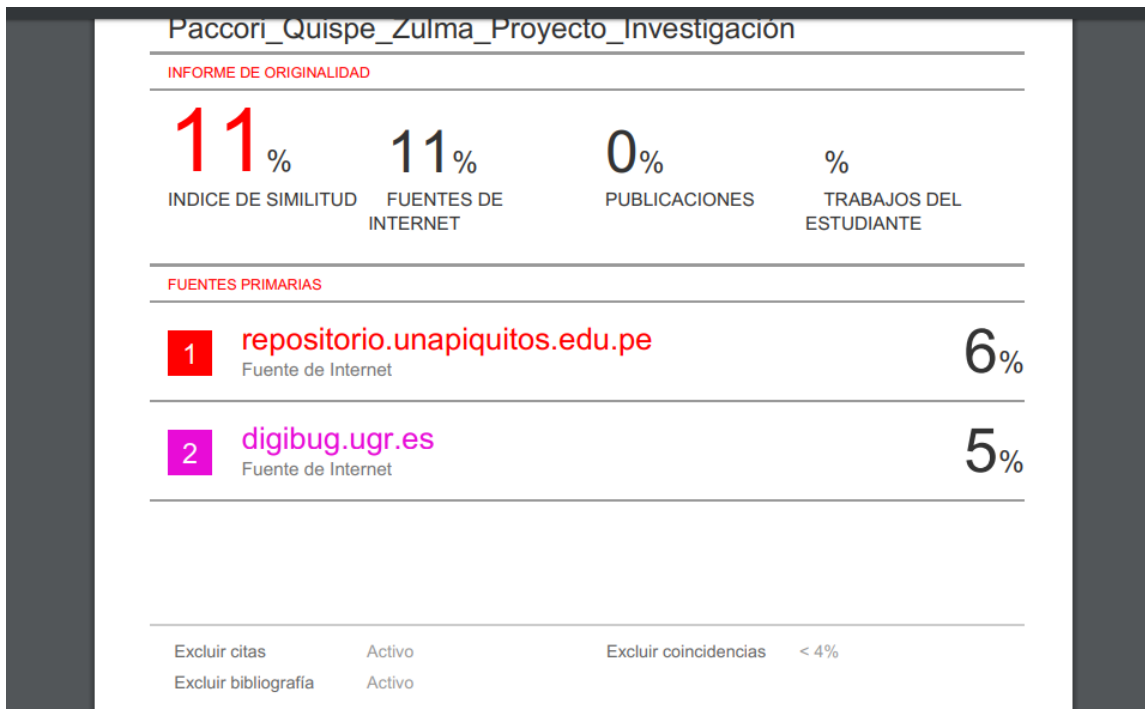 Paccori_Quispe_Zulma_Proyecto_Investigación
INFORME DE ORIGINALIDAD
11%
11%
0%
%
INDICE DE SIMILITUD
FUENTES DE
INTERNET
PUBLICACIONES
TRABAJOS DEL
ESTUDIANTE
FUENTES PRIMARIAS
1
repositorio.unapiquitos.edu.pe
Fuente de Internet
6%
2
digibug.ugr.es
Fuente de Internet
5%
Excluir citas
Activo
Excluir coincidencias
< 4%
Excluir bibliografía
Activo